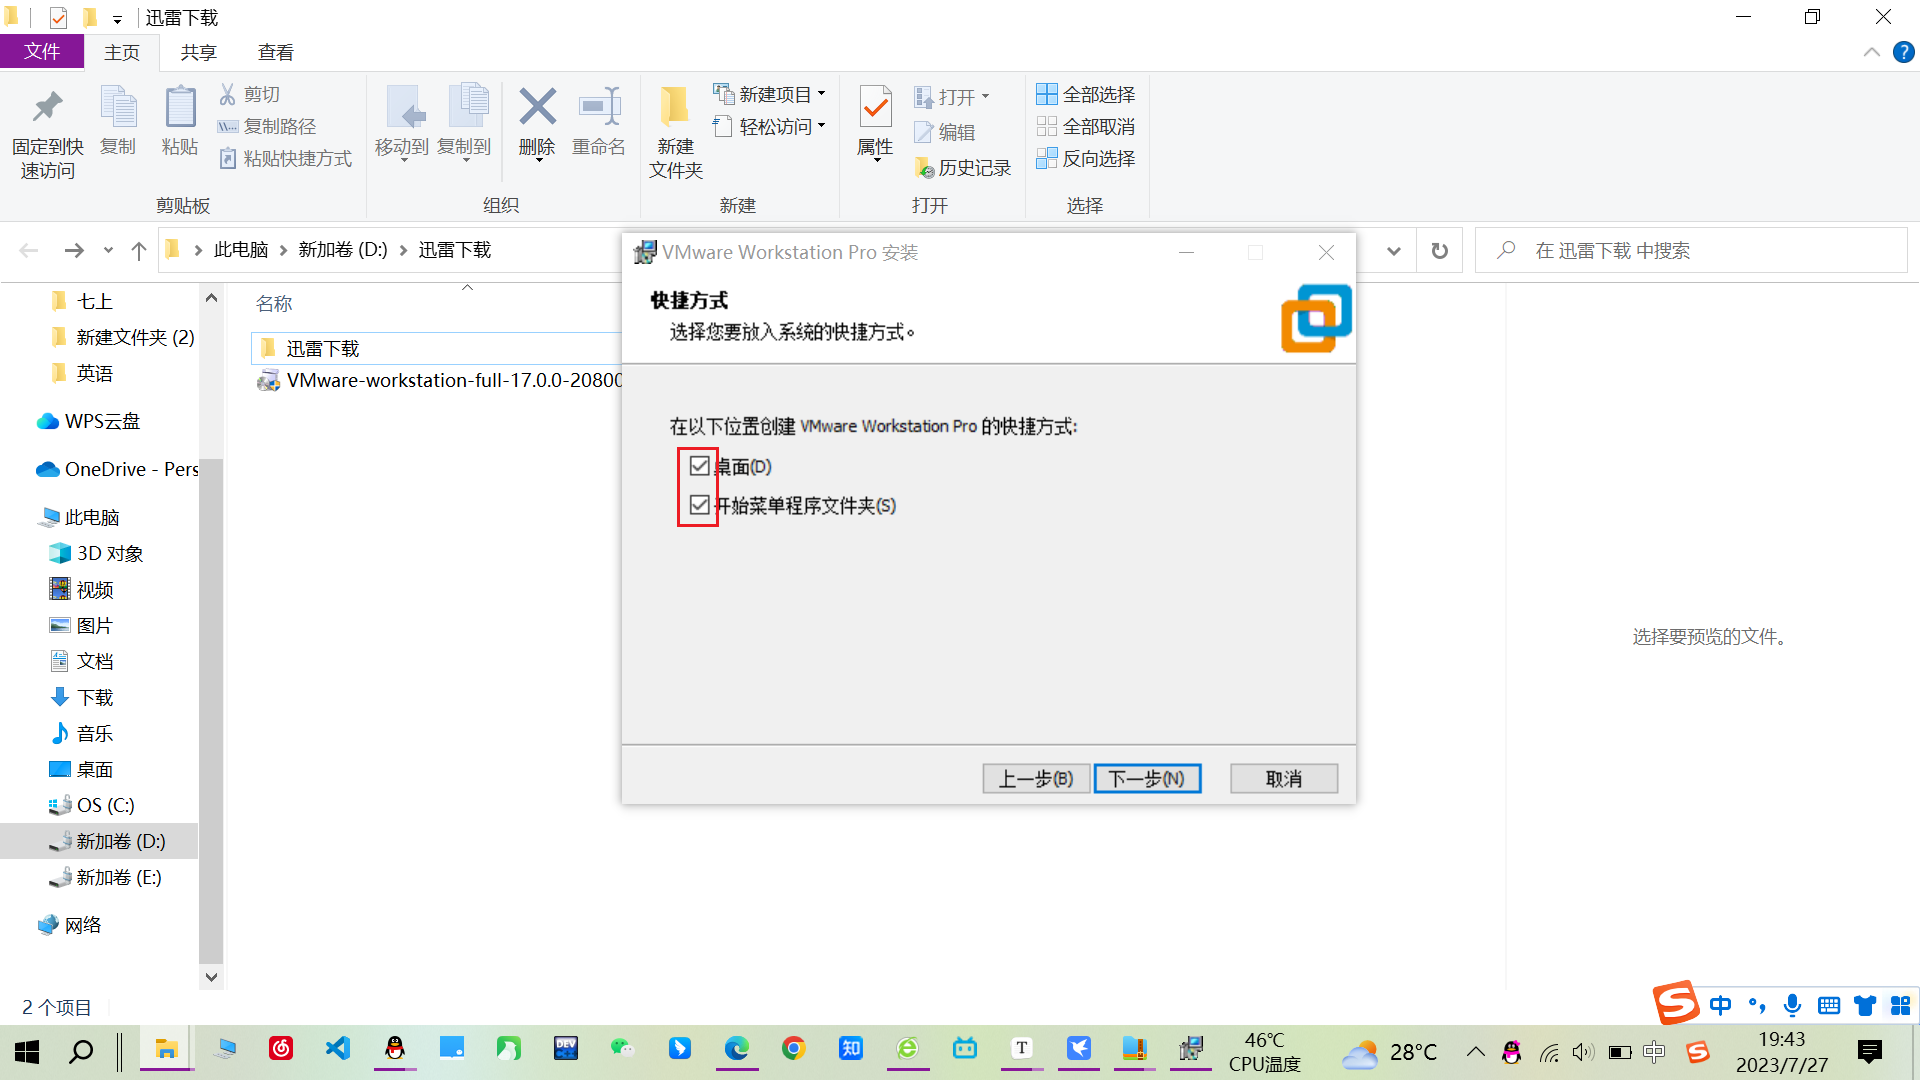 迅雷下载
文件 主页 共享 查看
固定到快速访问
复制
粘贴
剪切
复制路径
粘贴快捷方式
剪贴板
移动到
复制到
删除
重命名
组织
新建
文件夹
新建项目
轻松访问
新建
属性
打开
编辑
历史记录
打开
全部选择
全部取消
反向选择
选择
此电脑 新加卷 (D:) 迅雷下载
在 迅雷下载 中搜索
七上
新建文件夹 (2)
英语
WPS云盘
OneDrive - Pers
此电脑
3D 对象
视频
图片
文档
下载
音乐
桌面
OS (C:)
新加卷 (D:)
新加卷 (E:)
网络
名称
迅雷下载
VMware-workstation-full-17.0.0-20800
VMware Workstation Pro 安装
快捷方式
选择您要放入系统的快捷方式。
在以下位置创建 VMware Workstation Pro 的快捷方式:
桌面(D)
开始菜单程序文件夹(S)
上一步(B) 下一步(N) 取消
选择要预览的文件。
2 个项目
中
DEV
知
T
46℃
CPU温度
28°C
中
19:43
2023/7/27